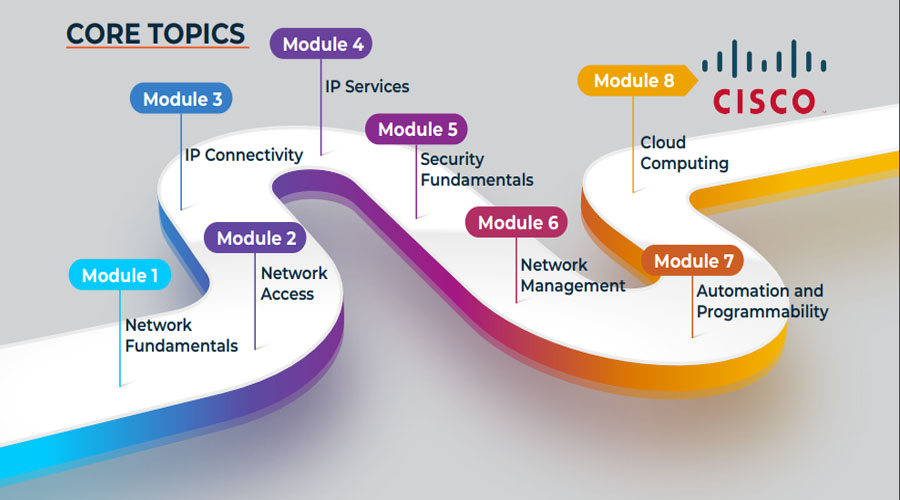 CORE TOPICS
Module 1
Network
Fundamentals
Module 2
Network
Access
Module 3
IP Connectivity
Module 4
IP Services
Module 5
Security
Fundamentals
Module 6
Network
Management
Module 7
Automation and
Programmability
Module 8
Cloud
Computing
CISCO